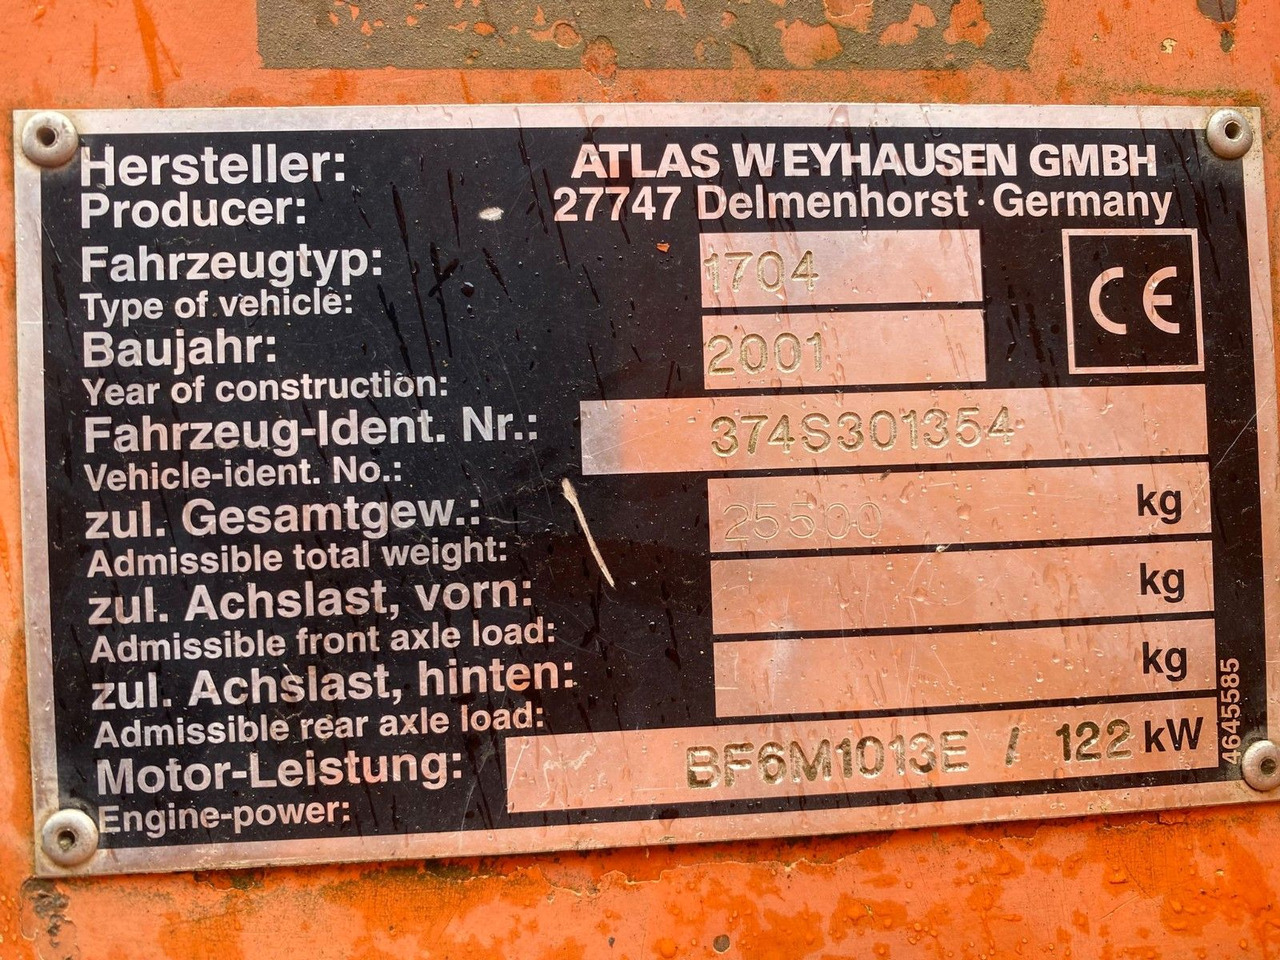 Hersteller: ATLAS WEYHAUSEN GMBH
Producer: 27747 Delmenhorst · Germany
Fahrzeugtyp: 1704
Type of vehicle:
CE
Baujahr: 2001
Year of construction:
Fahrzeug-Ident. Nr.: 374S301354
Vehicle-ident. No.:
zul. Gesamtgew.: 25500 kg
Admissible total weight:
zul. Achslast, vorn: kg
Admissible front axle load:
zul. Achslast, hinten: kg
Admissible rear axle load:
Motor-Leistung: BF6M1013E / 122 kW
Engine-power:
4645585